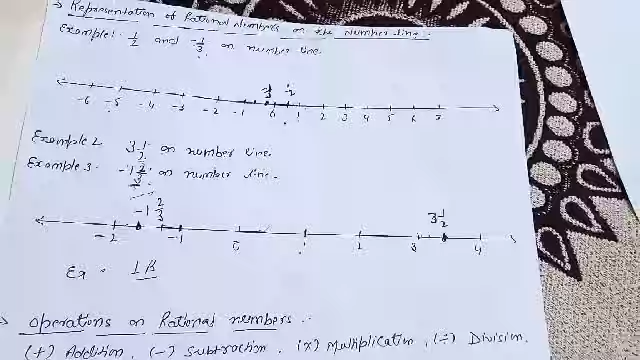 → Representation of Rational Numbers on the number line:
Example 1: 1/2 and -1/3 on number line.
-1/3 1/2
-6 -5 -4 -3 -2 -1 0 1 2 3 4 5 6 7
Example 2 3 1/2 on number line.
Example 3. -1 2/3 on number line.
-1 2/3 3 1/2
-2 -1 0 1 2 3 4
Ex =
→ Operations on Rational numbers:
(+) Addition, (-) Subtraction, (x) Multiplication, (÷) Division.